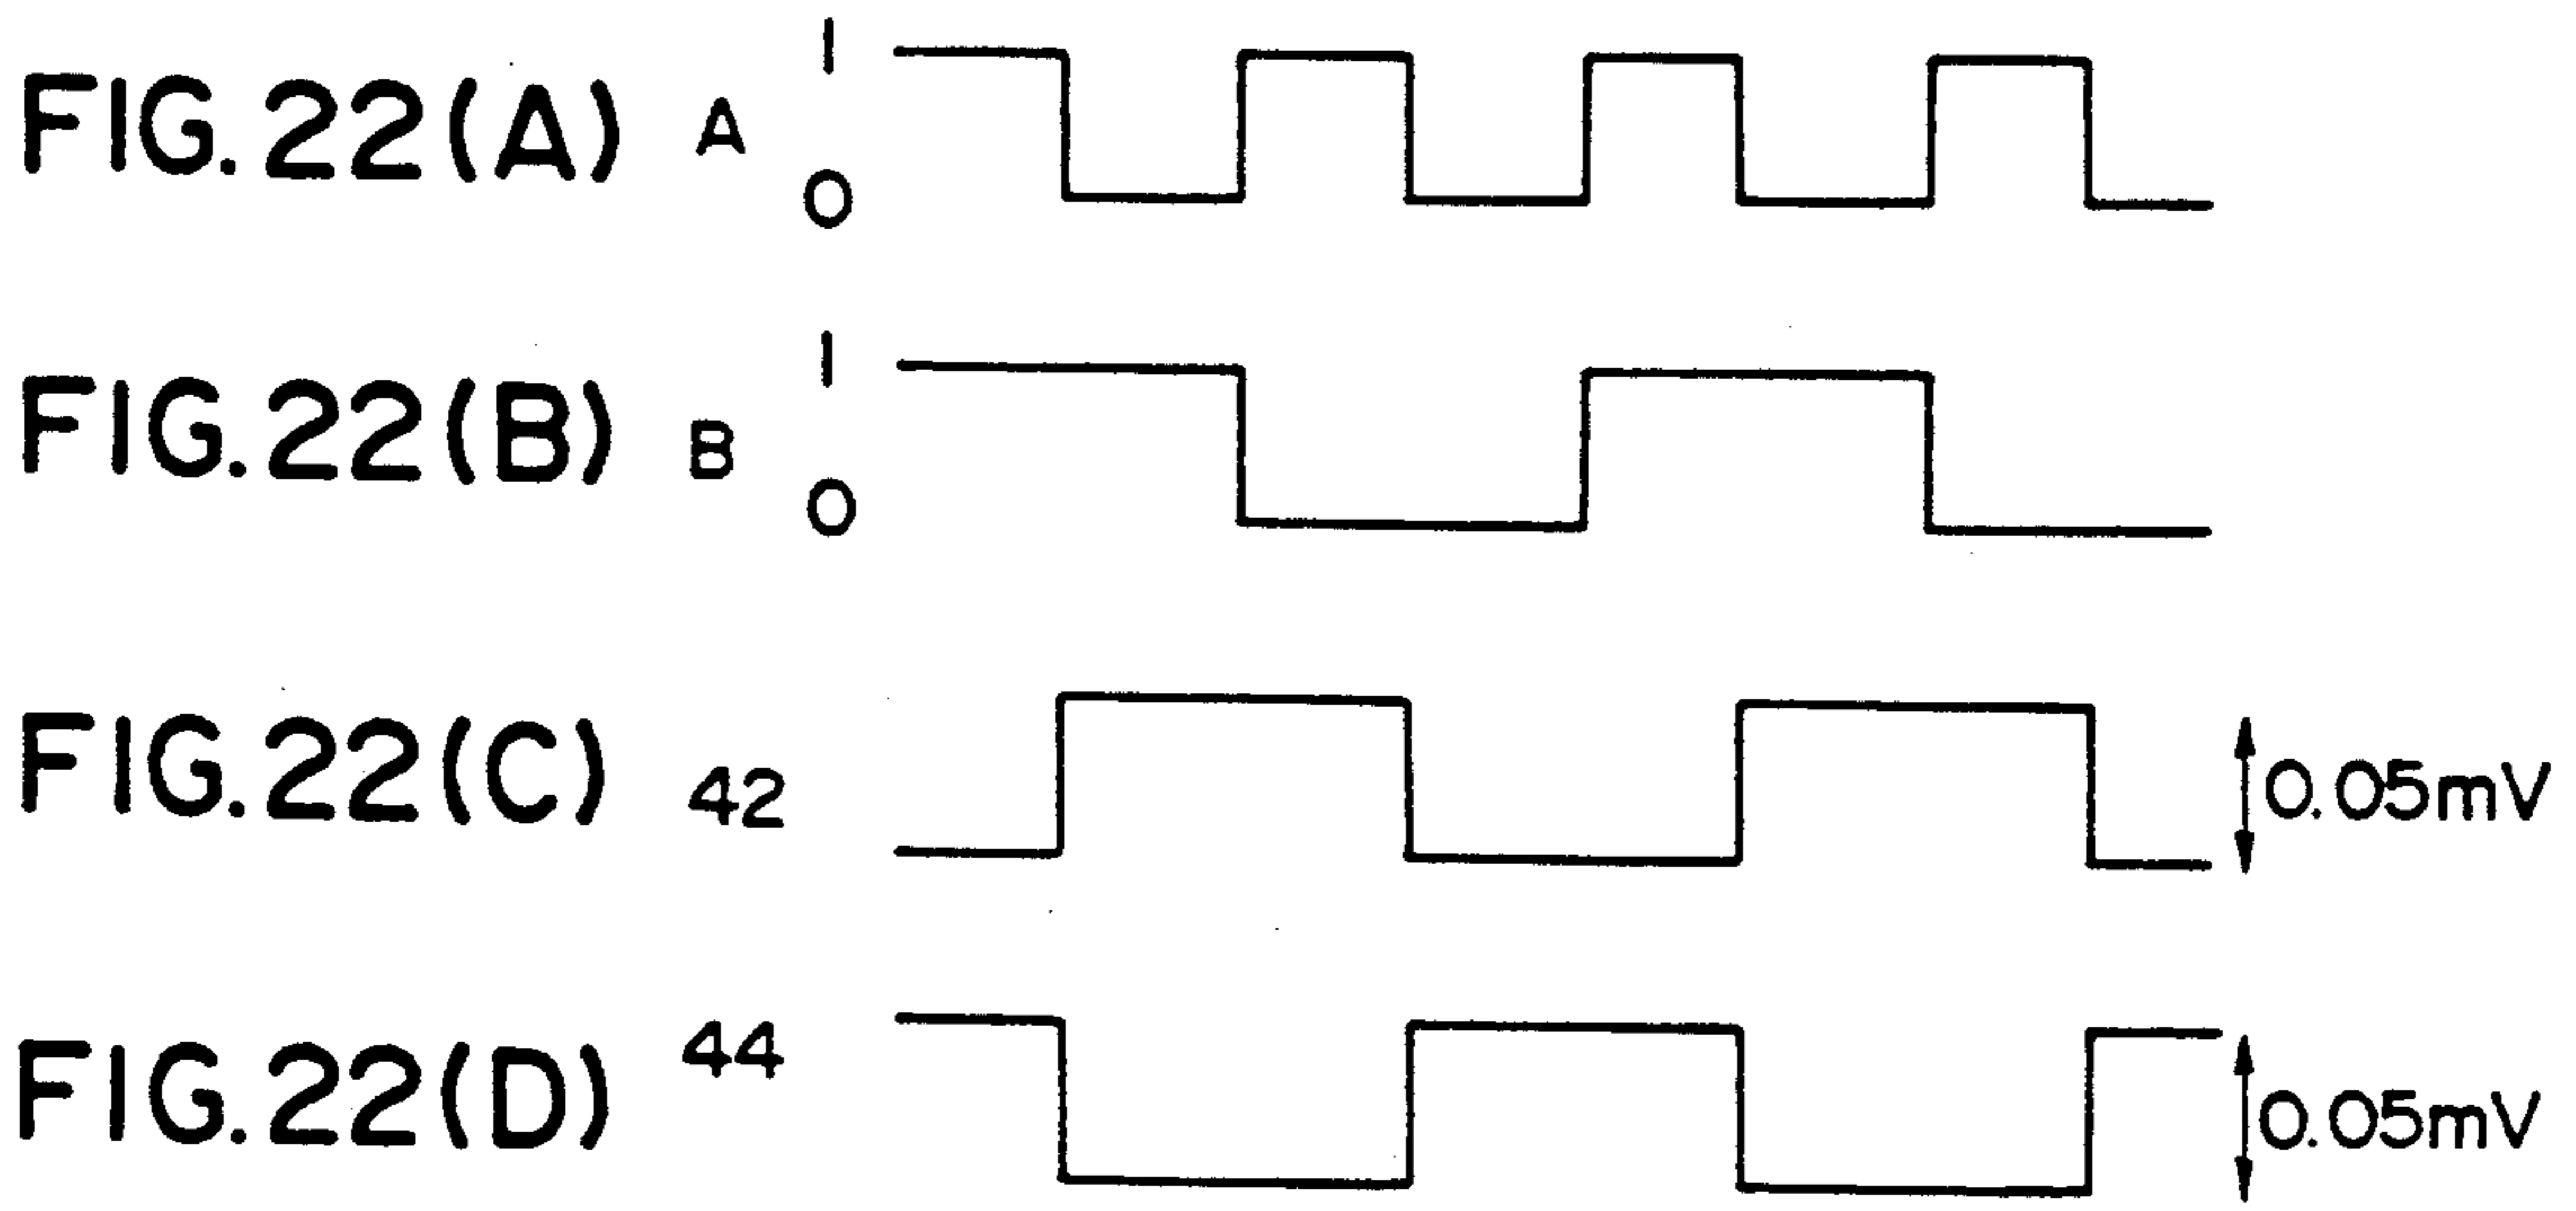 FIG. 22(A) A 1 0
FIG. 22(B) B 1 0
FIG. 22(C) 42 0.05mV
FIG. 22(D) 44 0.05mV